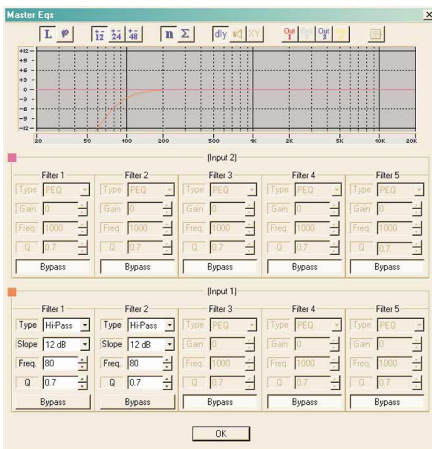 Master Eqs
L φ +-12 +-24 +-48 n Σ dly XY Out 1 Out 3
+12
+9
+6
+3
0
-3
-6
-9
-12
20 60 100 200 500 1K 2K 5K 10K 20K
(Input 2)
Filter 1 Filter 2 Filter 3 Filter 4 Filter 5
Type PEQ Type PEQ Type PEQ Type PEQ Type PEQ
Gain 0 Gain 0 Gain 0 Gain 0 Gain 0
Freq. 1000 Freq. 1000 Freq. 1000 Freq. 1000 Freq. 1000
Q 0.7 Q 0.7 Q 0.7 Q 0.7 Q 0.7
Bypass Bypass Bypass Bypass Bypass
(Input 1)
Filter 1 Filter 2 Filter 3 Filter 4 Filter 5
Type Hi-Pass Type Hi-Pass Type PEQ Type PEQ Type PEQ
Slope 12 dB Slope 12 dB Gain 0 Gain 0 Gain 0
Freq. 80 Freq. 80 Freq. 1000 Freq. 1000 Freq. 1000
Q 0.7 Q 0.7 Q 0.7 Q 0.7 Q 0.7
Bypass Bypass Bypass Bypass Bypass
OK